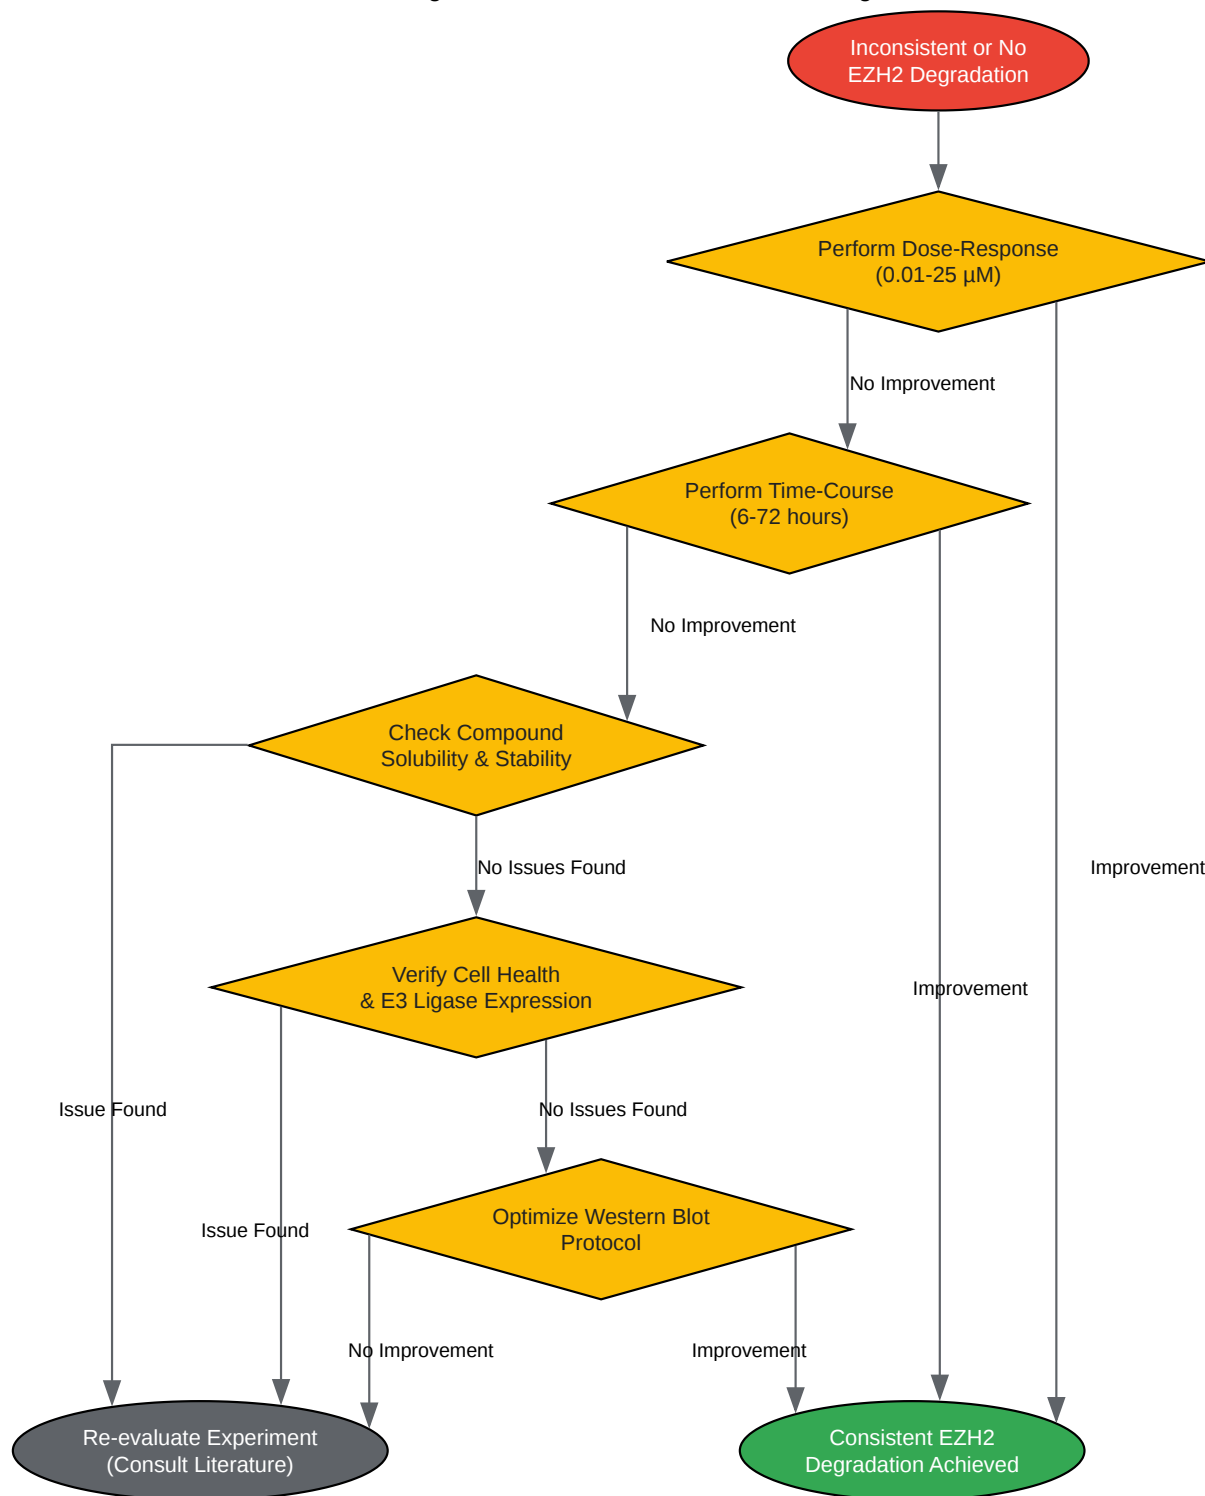 Inconsistent or No
EZH2 Degradation
Perform Dose-Response
(0.01-25 µM)
No Improvement
Perform Time-Course
(6-72 hours)
No Improvement
Check Compound
Solubility & Stability
No Issues Found
Improvement
Verify Cell Health
& E3 Ligase Expression
Improvement
Issue Found
No Issues Found
Optimize Western Blot
Protocol
Issue Found
No Improvement
Improvement
Re-evaluate Experiment
(Consult Literature)
Consistent EZH2
Degradation Achieved